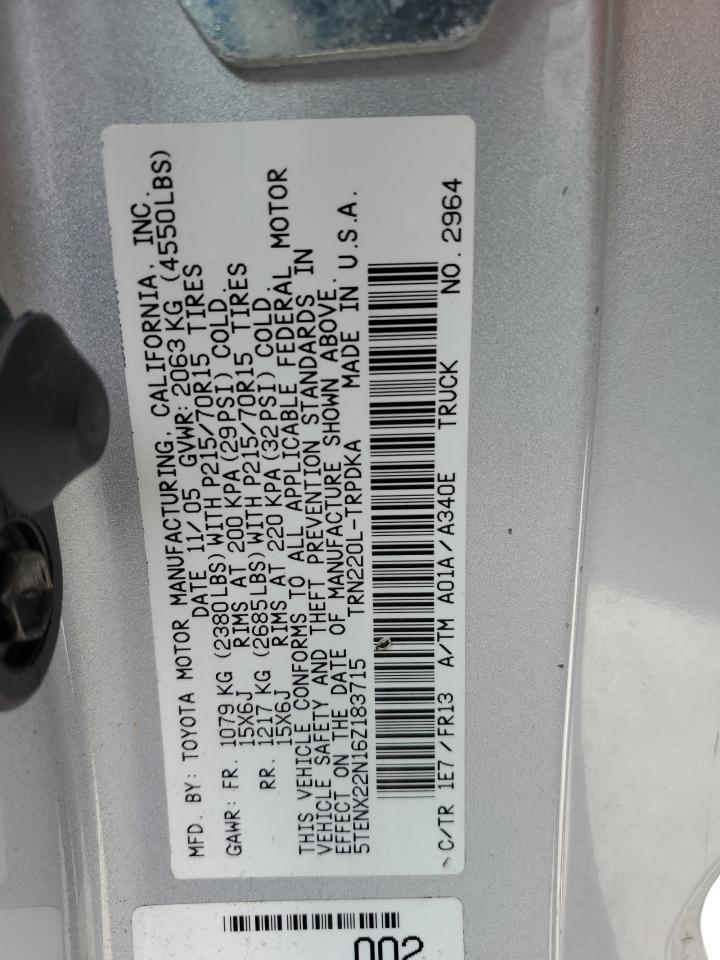 MFD. BY: TOYOTA MOTOR MANUFACTURING, CALIFORNIA, INC.
DATE 11/05 GVWR: 2063 KG (4550LBS)
GAWR: FR. 1079 KG (2380LBS) WITH P215/70R15 TIRES
15X6J RIMS AT 200 KPA (29PSI) COLD.
RR. 1217 KG (2685LBS) WITH P215/70R15 TIRES
15X6J RIMS AT 220 KPA (32PSI) COLD.
THIS VEHICLE CONFORMS TO ALL APPLICABLE FEDERAL MOTOR
VEHICLE SAFETY AND THEFT PREVENTION STANDARDS IN
EFFECT ON THE DATE OF MANUFACTURE SHOWN ABOVE.
5TENX22N16Z183715 TRN220L-TRPDKA MADE IN U.S.A.
C/TR 1E7/FR13 A/TM A01A/A340E TRUCK NO. 2964
002